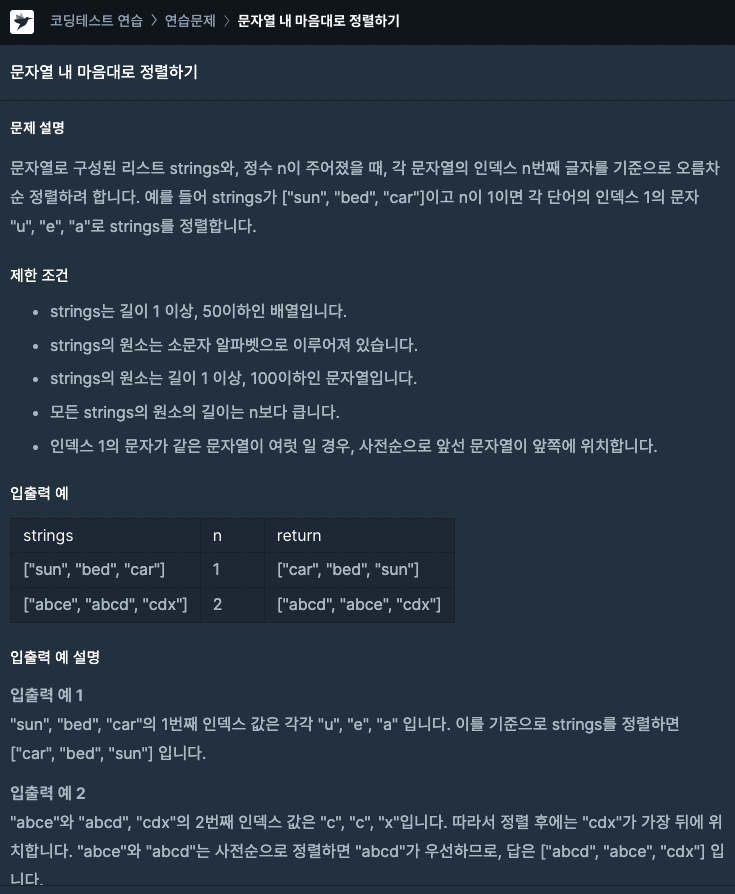 코딩테스트 연습 > 연습문제 > 문자열 내 마음대로 정렬하기
문자열 내 마음대로 정렬하기
문제 설명
문자열로 구성된 리스트 strings와, 정수 n이 주어졌을 때, 각 문자열의 인덱스 n번째 글자를 기준으로 오름차
순 정렬하려 합니다. 예를 들어 strings가 ["sun", "bed", "car"]이고 n이 1이면 각 단어의 인덱스 1의 문자
"u", "e", "a"로 strings를 정렬합니다.
제한 조건
• strings는 길이 1 이상, 50이하인 배열입니다.
• strings의 원소는 소문자 알파벳으로 이루어져 있습니다.
• strings의 원소는 길이 1 이상, 100이하인 문자열입니다.
• 모든 strings의 원소의 길이는 n보다 큽니다.
• 인덱스 1의 문자가 같은 문자열이 여럿 일 경우, 사전순으로 앞선 문자열이 앞쪽에 위치합니다.
입출력 예
strings n return
["sun", "bed", "car"] 1 ["car", "bed", "sun"]
["abce", "abcd", "cdx"] 2 ["abcd", "abce", "cdx"]
입출력 예 설명
입출력 예 1
"sun", "bed", "car"의 1번째 인덱스 값은 각각 "u", "e", "a" 입니다. 이를 기준으로 strings를 정렬하면
["car", "bed", "sun"] 입니다.
입출력 예 2
"abce"와 "abcd", "cdx"의 2번째 인덱스 값은 "c", "c", "x"입니다. 따라서 정렬 후에는 "cdx"가 가장 뒤에 위
치합니다. "abce"와 "abcd"는 사전순으로 정렬하면 "abcd"가 우선하므로, 답은 ["abcd", "abce", "cdx"] 입
니다.